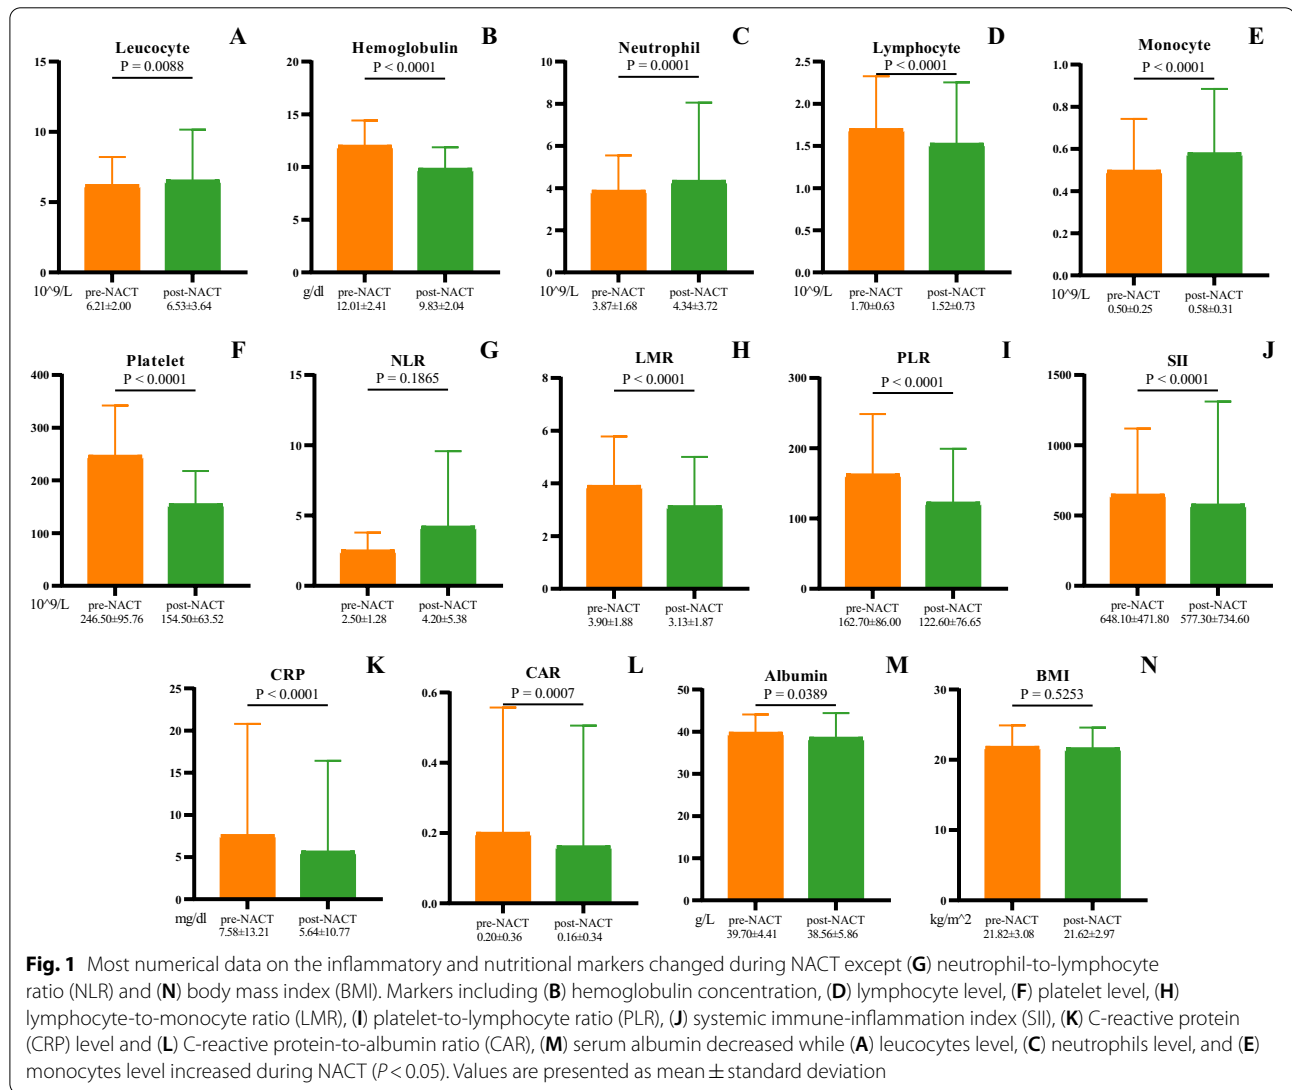 A
Leucocyte
P = 0.0088
15
10
5
0
10^9/L
pre-NACT post-NACT
6.21±2.00 6.53±3.64
B
Hemoglobulin
P < 0.0001
20
15
10
5
0
g/dl
pre-NACT post-NACT
12.01±2.41 9.83±2.04
C
Neutrophil
P = 0.0001
10
8
6
4
2
0
10^9/L
pre-NACT post-NACT
3.87±1.68 4.34±3.72
D
Lymphocyte
P < 0.0001
2.5
2.0
1.5
1.0
0.5
0.0
10^9/L
pre-NACT post-NACT
1.70±0.63 1.52±0.73
E
Monocyte
P < 0.0001
1.0
0.8
0.6
0.4
0.2
0.0
10^9/L
pre-NACT post-NACT
0.50±0.25 0.58±0.31
F
Platelet
P < 0.0001
400
300
200
100
0
10^9/L
pre-NACT post-NACT
246.50±95.76 154.50±63.52
G
NLR
P = 0.1865
15
10
5
0
pre-NACT post-NACT
2.50±1.28 4.20±5.38
H
LMR
P < 0.0001
8
6
4
2
0
pre-NACT post-NACT
3.90±1.88 3.13±1.87
I
PLR
P < 0.0001
300
200
100
0
pre-NACT post-NACT
162.70±86.00 122.60±76.65
J
SII
P < 0.0001
1500
1000
500
0
pre-NACT post-NACT
648.10±471.80 577.30±734.60
K
CRP
P < 0.0001
25
20
15
10
5
0
mg/dl
pre-NACT post-NACT
7.58±13.21 5.64±10.77
L
CAR
P = 0.0007
0.6
0.4
0.2
0.0
pre-NACT post-NACT
0.20±0.36 0.16±0.34
M
Albumin
P = 0.0389
50
40
30
20
10
0
g/L
pre-NACT post-NACT
39.70±4.41 38.56±5.86
N
BMI
P = 0.5253
30
20
10
0
kg/m^2
pre-NACT post-NACT
21.82±3.08 21.62±2.97
Fig. 1 Most numerical data on the inflammatory and nutritional markers changed during NACT except (G) neutrophil-to-lymphocyte
ratio (NLR) and (N) body mass index (BMI). Markers including (B) hemoglobulin concentration, (D) lymphocyte level, (F) platelet level, (H)
lymphocyte-to-monocyte ratio (LMR), (I) platelet-to-lymphocyte ratio (PLR), (J) systemic immune-inflammation index (SII), (K) C-reactive protein
(CRP) level and (L) C-reactive protein-to-albumin ratio (CAR), (M) serum albumin decreased while (A) leucocytes level, (C) neutrophils level, and (E)
monocytes level increased during NACT (P < 0.05). Values are presented as mean ± standard deviation